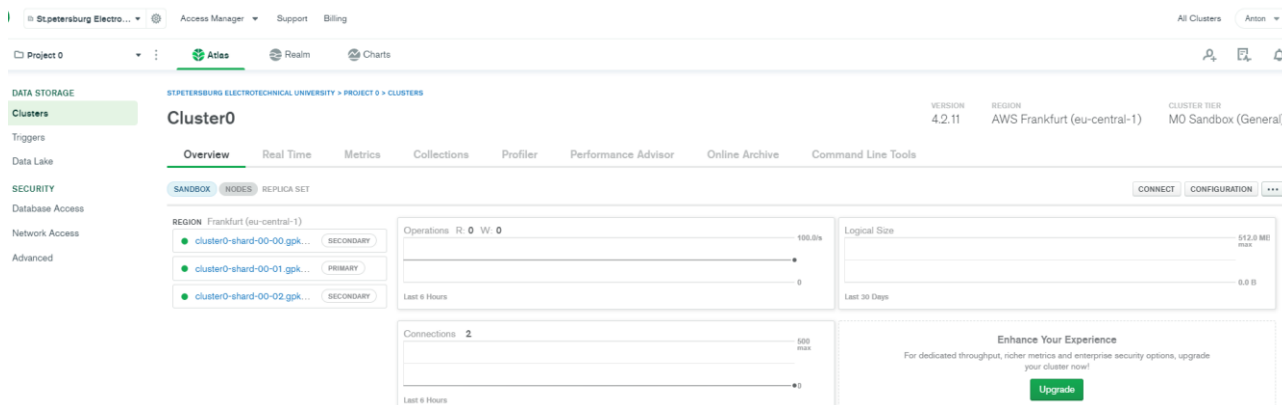 St.petersburg Electro... Access Manager Support Billing All Clusters Anton
Project 0 Atlas Realm Charts
DATA STORAGE
Clusters
Triggers
Data Lake
SECURITY
Database Access
Network Access
Advanced
ST.PETERSBURG ELECTROTECHNICAL UNIVERSITY > PROJECT 0 > CLUSTERS
Cluster0
VERSION
4.2.11
REGION
AWS Frankfurt (eu-central-1)
CLUSTER TIER
M0 Sandbox (General)
Overview Real Time Metrics Collections Profiler Performance Advisor Online Archive Command Line Tools
SANDBOX NODES REPLICA SET CONNECT CONFIGURATION ...
REGION Frankfurt (eu-central-1)
cluster0-shard-00-00.gpk... SECONDARY
cluster0-shard-00-01.gpk... PRIMARY
cluster0-shard-00-02.gpk... SECONDARY
Operations R: 0 W: 0
100.0/s
0
Last 6 Hours
Logical Size
512.0 MB
max
0.0 B
Last 30 Days
Connections 2
500
max
0
Last 6 Hours
Enhance Your Experience
For dedicated throughput, richer metrics and enterprise security options, upgrade
your cluster now!
Upgrade